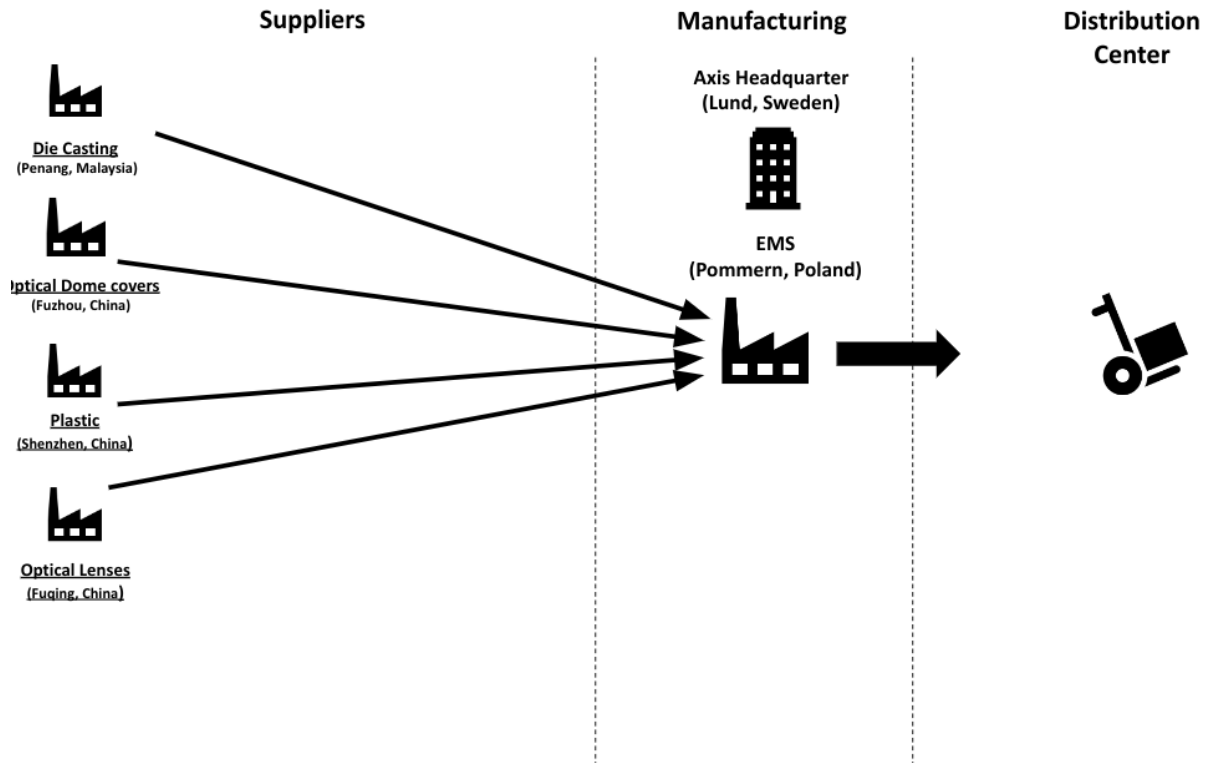 Suppliers
Manufacturing
Distribution
Center
Axis Headquarter
(Lund, Sweden)
Die Casting
(Penang, Malaysia)
EMS
(Pommern, Poland)
ptical Dome covers
(Fuzhou, China)
Plastic
(Shenzhen, China)
Optical Lenses
(Fuqing, China)